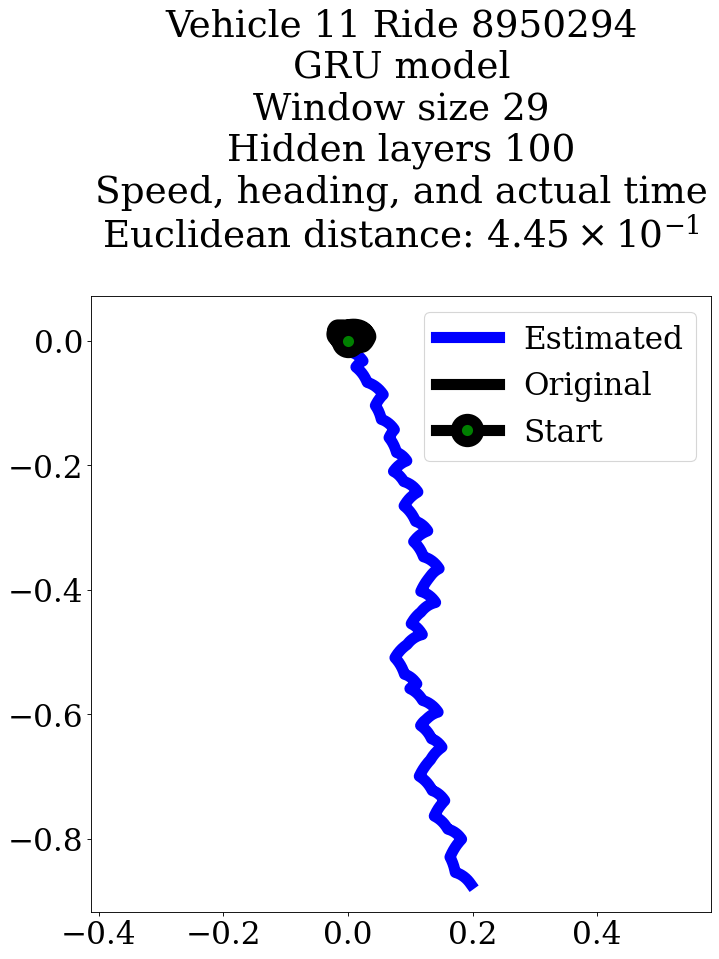 Vehicle 11 Ride 8950294
GRU model
Window size 29
Hidden layers 100
Speed, heading, and actual time
Euclidean distance: 4.45 × 10⁻¹
Estimated
Original
Start
0.0
−0.2
−0.4
−0.6
−0.8
−0.4 −0.2 0.0 0.2 0.4